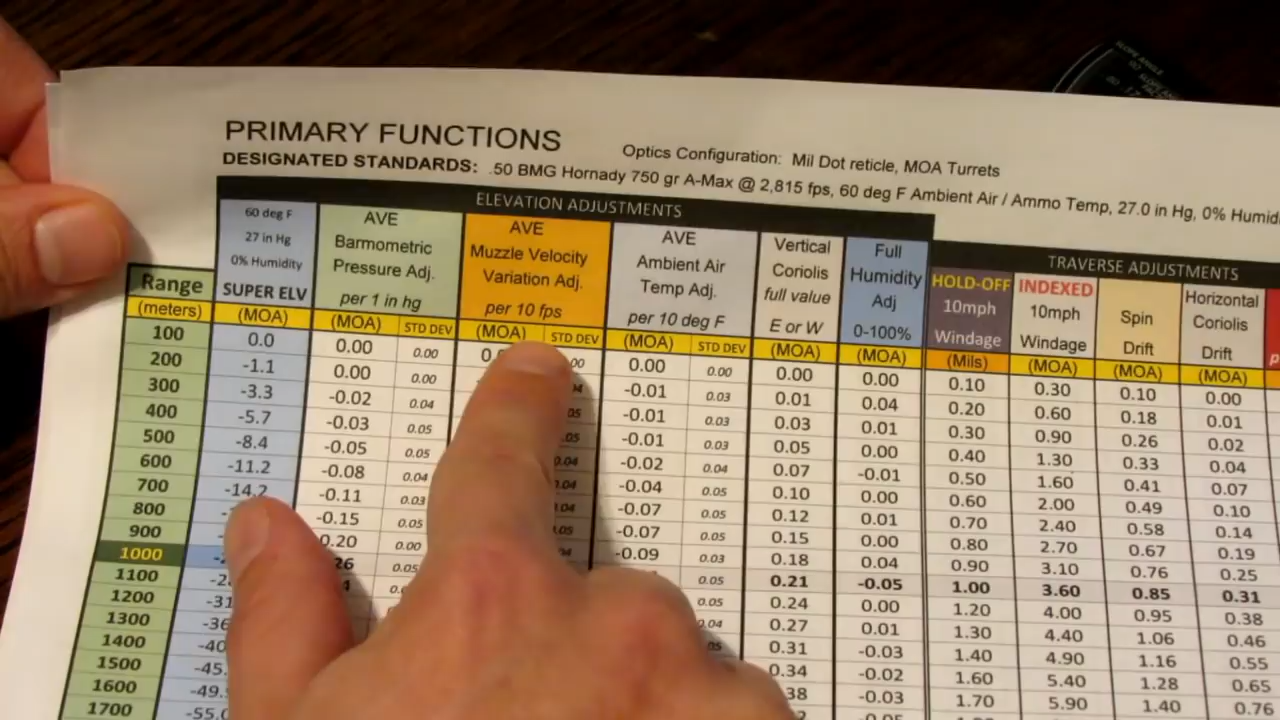 PRIMARY FUNCTIONS
Optics Configuration: Mil Dot reticle, MOA Turrets
DESIGNATED STANDARDS: .50 BMG Hornady 750 gr A-Max @ 2,815 fps, 60 deg F Ambient Air / Ammo Temp, 27.0 in Hg, 0% Humid
ELEVATION ADJUSTMENTS
TRAVERSE ADJUSTMENTS
Range
(meters)
60 deg F
27 in Hg
0% Humidity
SUPER ELV
(MOA)
AVE
Barmometric
Pressure Adj.
per 1 in hg
(MOA) STD DEV
AVE
Muzzle Velocity
Variation Adj.
per 10 fps
(MOA) STD DEV
AVE
Ambient Air
Temp Adj.
per 10 deg F
(MOA) STD DEV
Vertical
Coriolis
full value
E or W
(MOA)
Full
Humidity
Adj
0-100%
(MOA)
HOLD-OFF
10mph
Windage
(Mils)
INDEXED
10mph
Windage
(MOA)
Spin
Drift
(MOA)
Horizontal
Coriolis
Drift
(MOA)
100 0.0 0.00 0.00 0.00 0.00 0.00 0.00 0.10 0.30 0.10 0.00
200 -1.1 0.00 0.00 -0.01 0.03 0.01 0.04 0.20 0.60 0.18 0.01
300 -3.3 -0.02 0.04 -0.01 0.03 0.03 0.01 0.30 0.90 0.26 0.02
400 -5.7 -0.03 0.05 -0.01 0.03 0.05 0.00 0.40 1.30 0.33 0.04
500 -8.4 -0.05 0.05 -0.02 0.04 0.07 -0.01 0.50 1.60 0.41 0.07
600 -11.2 -0.08 0.04 0.04 -0.04 0.05 0.10 0.00 0.60 2.00 0.49 0.10
700 -14.2 -0.11 0.03 0.04 -0.07 0.05 0.12 0.01 0.70 2.40 0.58 0.14
800 -0.15 0.05 0.04 -0.07 0.05 0.15 0.00 0.80 2.70 0.67 0.19
900 0.20 0.00 0.05 -0.09 0.03 0.18 0.04 0.90 3.10 0.76 0.25
1000 0.05 0.05 0.21 -0.05 1.00 3.60 0.85 0.31
1100 0.05 0.24 0.00 1.20 4.00 0.95 0.38
1200 -31 0.04 0.27 0.01 1.30 4.40 1.06 0.46
1300 -36 0.31 -0.03 1.40 4.90 1.16 0.55
1400 -40 0.34 -0.02 1.60 5.40 1.28 0.65
1500 -45. -0.03 1.70 5.90 1.40 0.76
1600 -49.
1700 -55.0